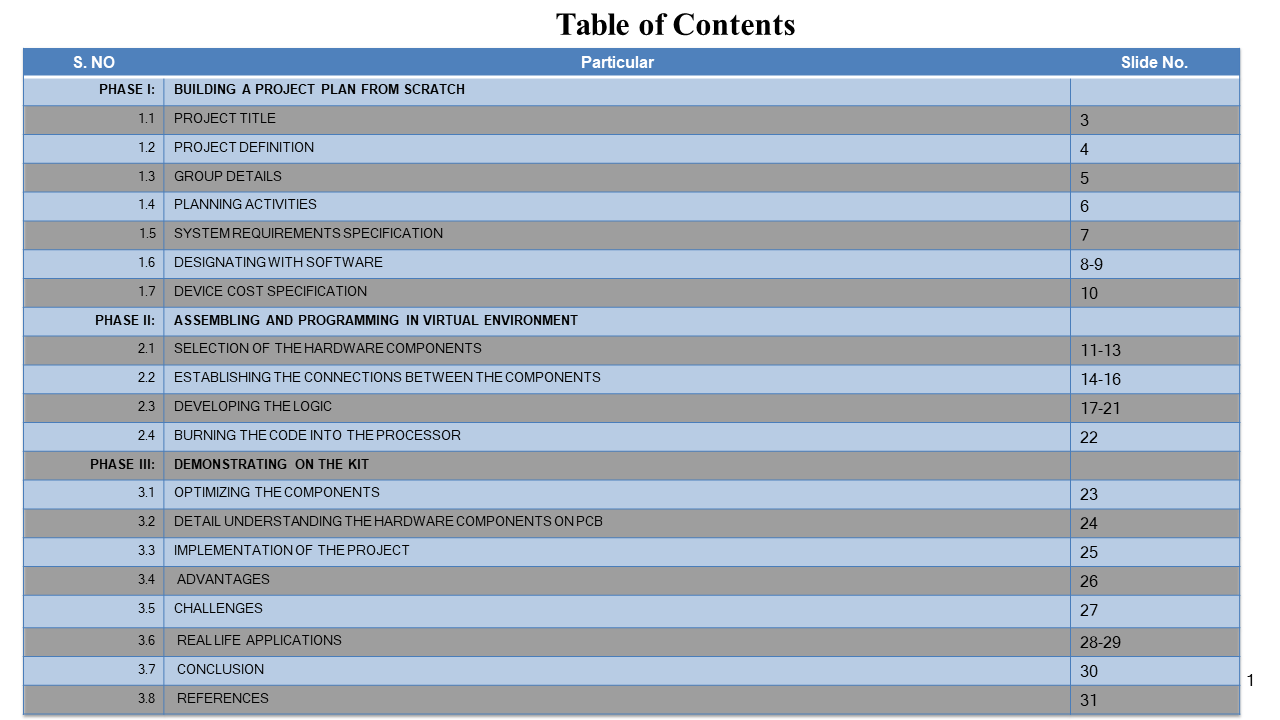 Table of Contents
S. NO Particular Slide No.
PHASE I: BUILDING A PROJECT PLAN FROM SCRATCH
1.1 PROJECT TITLE 3
1.2 PROJECT DEFINITION 4
1.3 GROUP DETAILS 5
1.4 PLANNING ACTIVITIES 6
1.5 SYSTEM REQUIREMENTS SPECIFICATION 7
1.6 DESIGNATING WITH SOFTWARE 8-9
1.7 DEVICE COST SPECIFICATION 10
PHASE II: ASSEMBLING AND PROGRAMMING IN VIRTUAL ENVIRONMENT
2.1 SELECTION OF THE HARDWARE COMPONENTS 11-13
2.2 ESTABLISHING THE CONNECTIONS BETWEEN THE COMPONENTS 14-16
2.3 DEVELOPING THE LOGIC 17-21
2.4 BURNING THE CODE INTO THE PROCESSOR 22
PHASE III: DEMONSTRATING ON THE KIT
3.1 OPTIMIZING THE COMPONENTS 23
3.2 DETAIL UNDERSTANDING THE HARDWARE COMPONENTS ON PCB 24
3.3 IMPLEMENTATION OF THE PROJECT 25
3.4 ADVANTAGES 26
3.5 CHALLENGES 27
3.6 REAL LIFE APPLICATIONS 28-29
3.7 CONCLUSION 30
3.8 REFERENCES 31
1